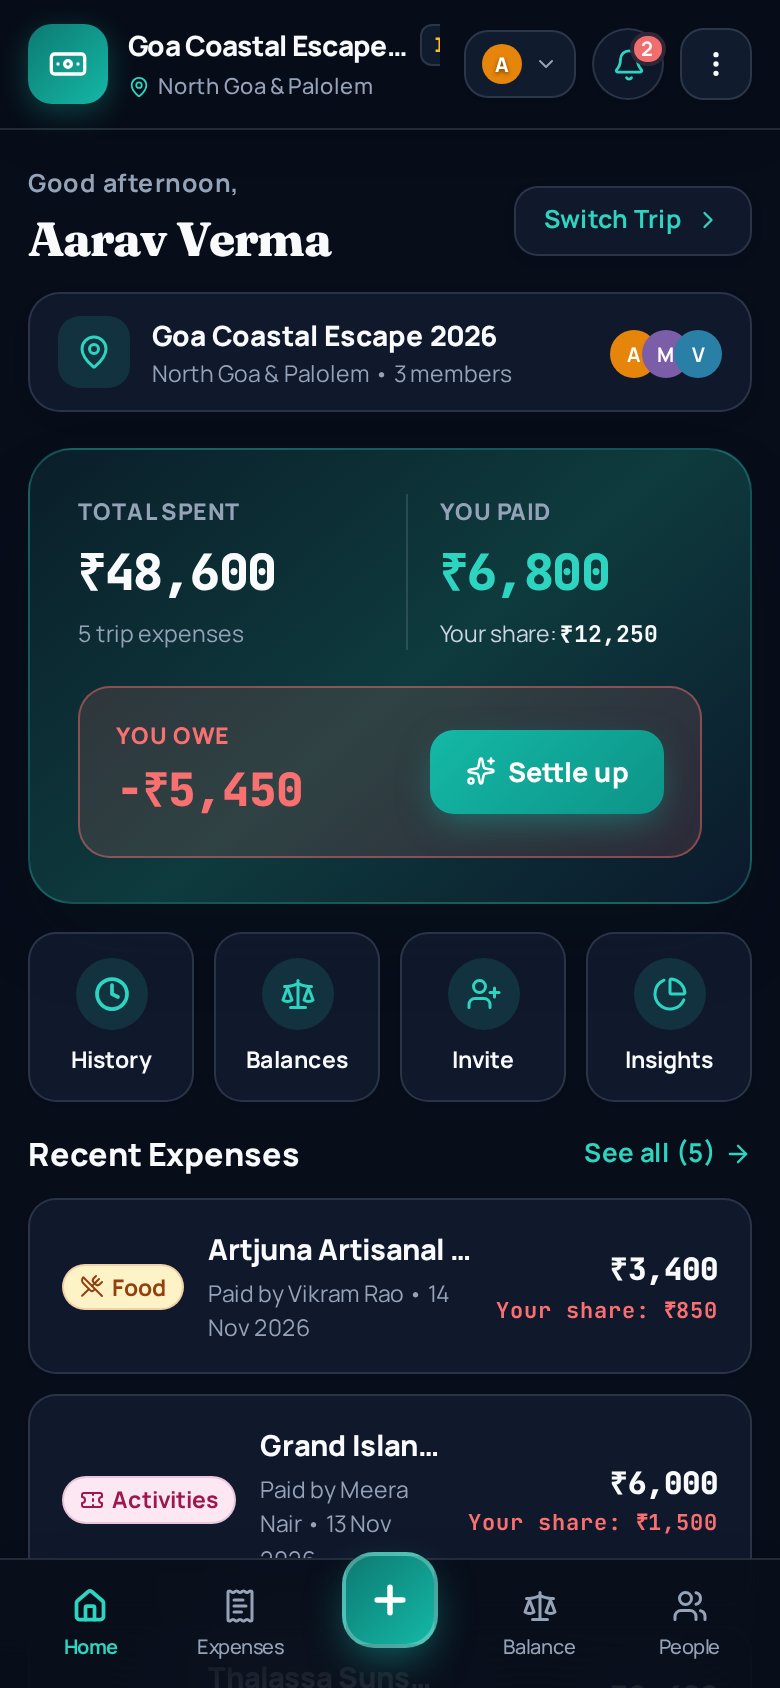 Goa Coastal Escape...
North Goa & Palolem
A
2
Good afternoon,
Aarav Verma
Switch Trip
Goa Coastal Escape 2026
North Goa & Palolem • 3 members
A M V
TOTAL SPENT
₹48,600
5 trip expenses
YOU PAID
₹6,800
Your share: ₹12,250
YOU OWE
-₹5,450
Settle up
History
Balances
Invite
Insights
Recent Expenses
See all (5)
Food
Artjuna Artisanal ...
Paid by Vikram Rao • 14
Nov 2026
₹3,400
Your share: ₹850
Activities
Grand Islan...
Paid by Meera
Nair • 13 Nov
2026
₹6,000
Your share: ₹1,500
Thalassa Suns...
Home
Expenses
Balance
People